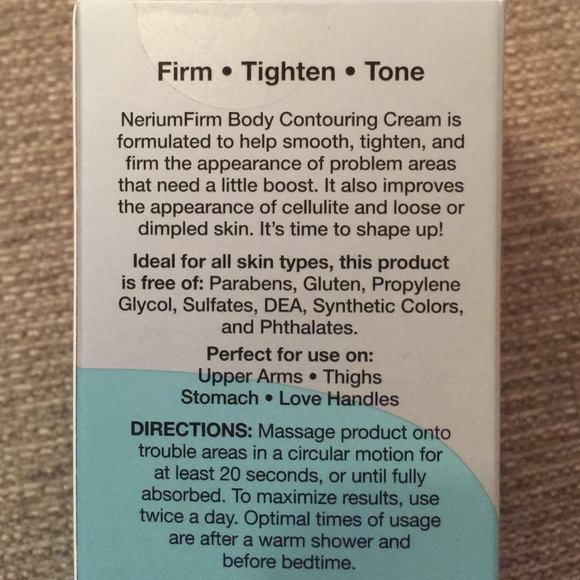 Firm • Tighten • Tone
NeriumFirm Body Contouring Cream is
formulated to help smooth, tighten, and
firm the appearance of problem areas
that need a little boost. It also improves
the appearance of cellulite and loose or
dimpled skin. It's time to shape up!
Ideal for all skin types, this product
is free of: Parabens, Gluten, Propylene
Glycol, Sulfates, DEA, Synthetic Colors,
and Phthalates.
Perfect for use on:
Upper Arms • Thighs
Stomach • Love Handles
DIRECTIONS: Massage product onto
trouble areas in a circular motion for
at least 20 seconds, or until fully
absorbed. To maximize results, use
twice a day. Optimal times of usage
are after a warm shower and
before bedtime.